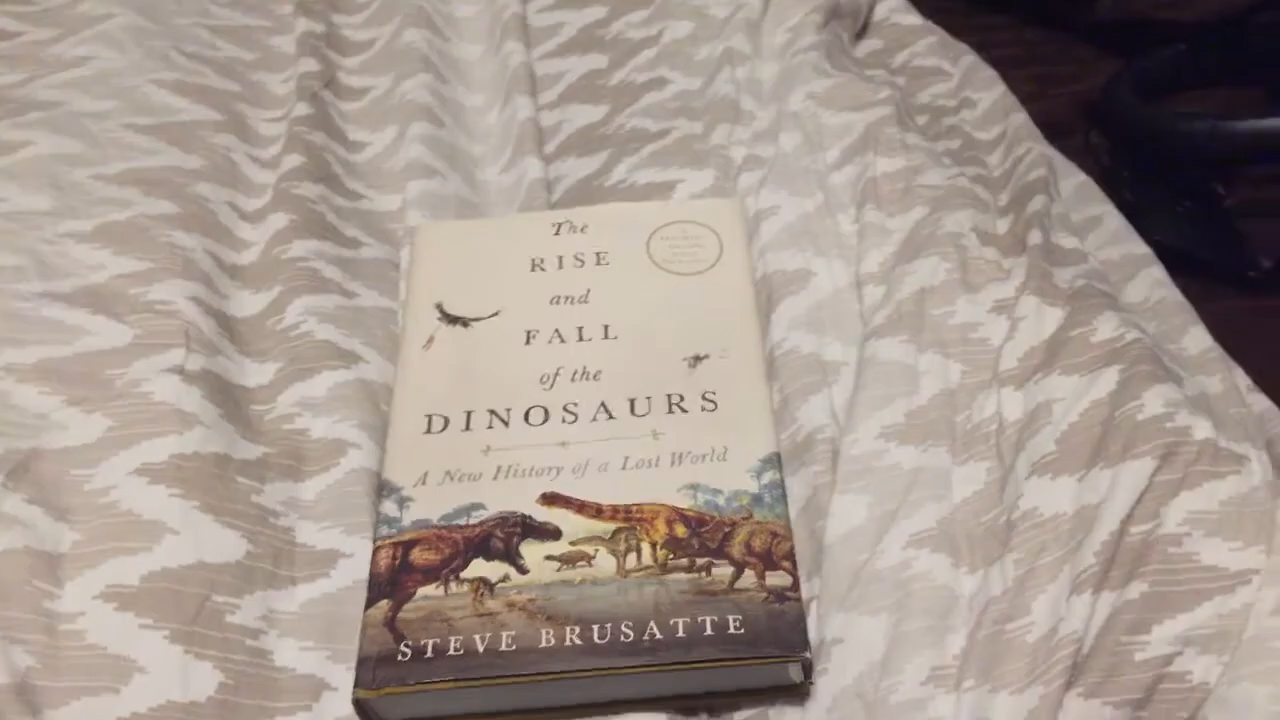 The
RISE
and
FALL
of the
DINOSAURS
A New History of a Lost World
STEVE BRUSATTE